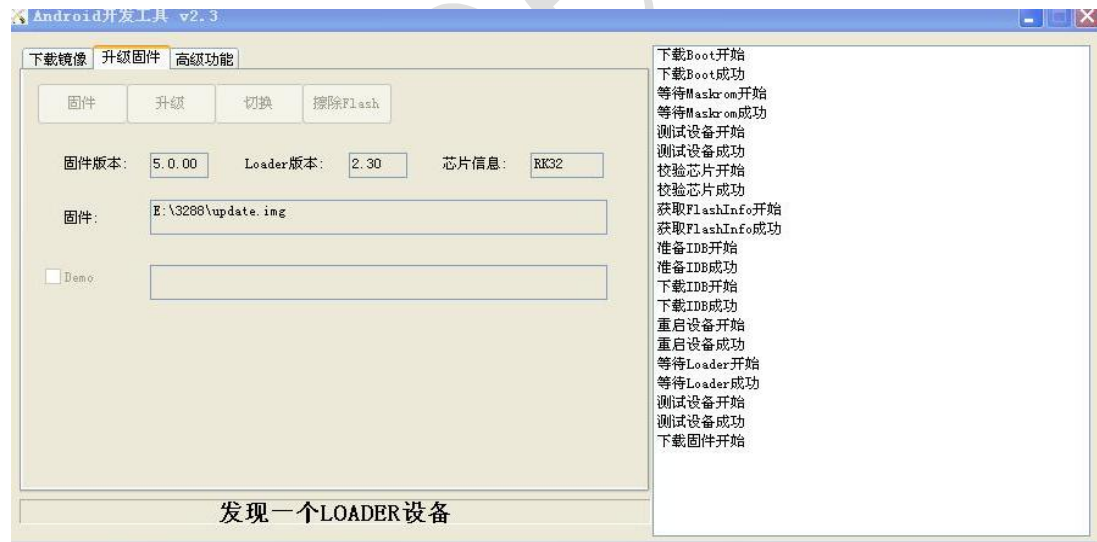 Android开发工具 v2.3
下载镜像 升级固件 高级功能
固件 升级 切换 擦除Flash
固件版本: 5.0.00 Loader版本: 2.30 芯片信息: RK32
固件: E:\3288\update.img
Demo
发现一个LOADER设备
下载Boot开始
下载Boot成功
等待Maskrom开始
等待Maskrom成功
测试设备开始
测试设备成功
校验芯片开始
校验芯片成功
获取FlashInfo开始
获取FlashInfo成功
准备IDB开始
准备IDB成功
下载IDB开始
下载IDB成功
重启设备开始
重启设备成功
等待Loader开始
等待Loader成功
测试设备开始
测试设备成功
下载固件开始